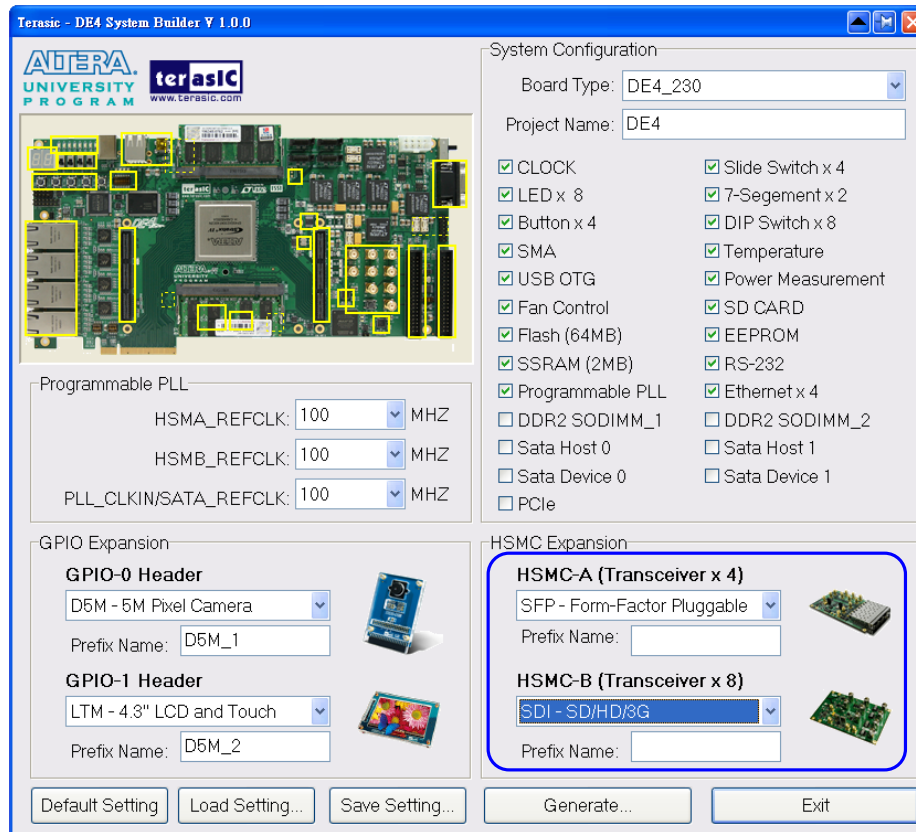 Terasic - DE4 System Builder V 1.0.0
ALTERA.
UNIVERSITY
PROGRAM
terasIC
www.terasic.com
System Configuration
Board Type: DE4_230
Project Name: DE4
CLOCK Slide Switch x 4
LED x 8 7-Segement x 2
Button x 4 DIP Switch x 8
SMA Temperature
USB OTG Power Measurement
Fan Control SD CARD
Flash (64MB) EEPROM
SSRAM (2MB) RS-232
Programmable PLL Ethernet x 4
DDR2 SODIMM_1 DDR2 SODIMM_2
Sata Host 0 Sata Host 1
Sata Device 0 Sata Device 1
PCIe
Programmable PLL
HSMA_REFCLK: 100 MHZ
HSMB_REFCLK: 100 MHZ
PLL_CLKIN/SATA_REFCLK: 100 MHZ
GPIO Expansion
GPIO-0 Header
D5M - 5M Pixel Camera
Prefix Name: D5M_1
GPIO-1 Header
LTM - 4.3" LCD and Touch
Prefix Name: D5M_2
HSMC Expansion
HSMC-A (Transceiver x 4)
SFP - Form-Factor Pluggable
Prefix Name:
HSMC-B (Transceiver x 8)
SDI - SD/HD/3G
Prefix Name:
Default Setting Load Setting... Save Setting... Generate... Exit